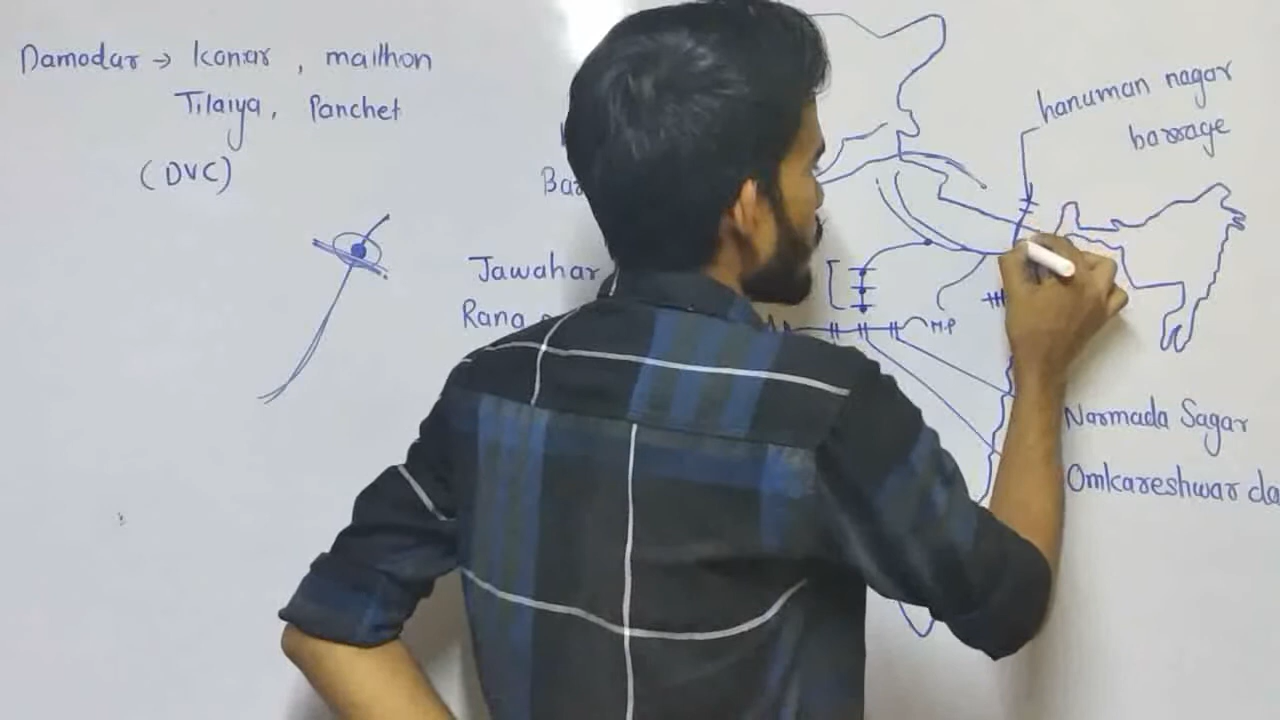 Damodar → Konar, maithon
Tilaiya, Panchet
(DVC)
Jawahar
Rana
M.P
hanuman nagar
barrage
Narmada Sagar
Omkareshwar da